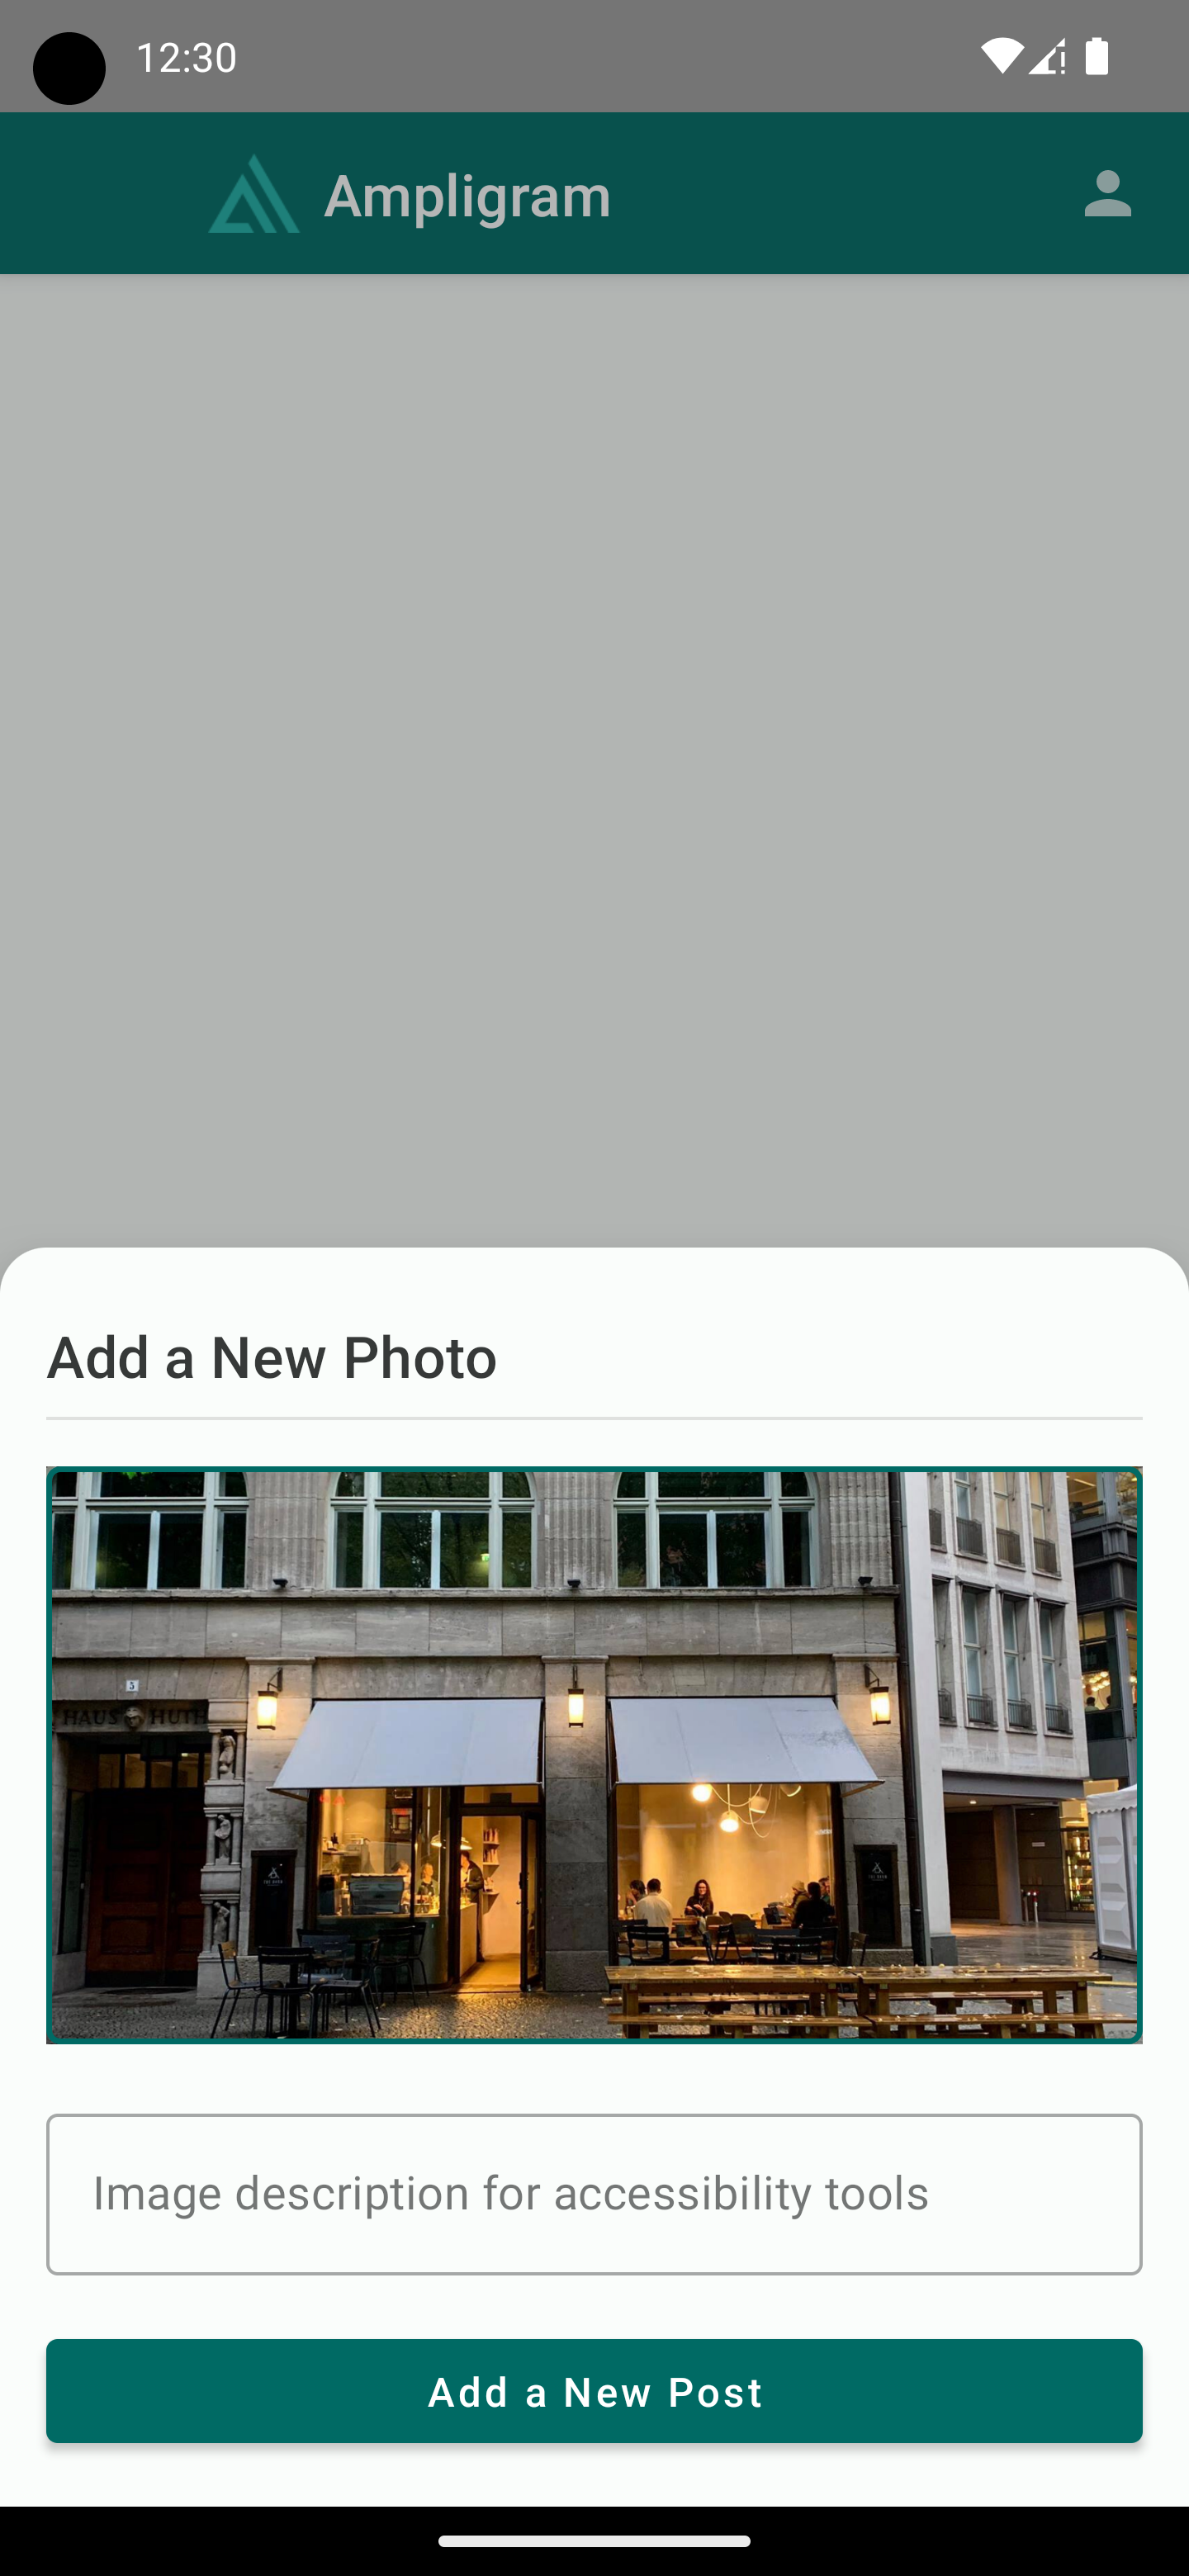 12:30
Ampligram
Add a New Photo
5
HAUS HUTH
Image description for accessibility tools
Add a New Post